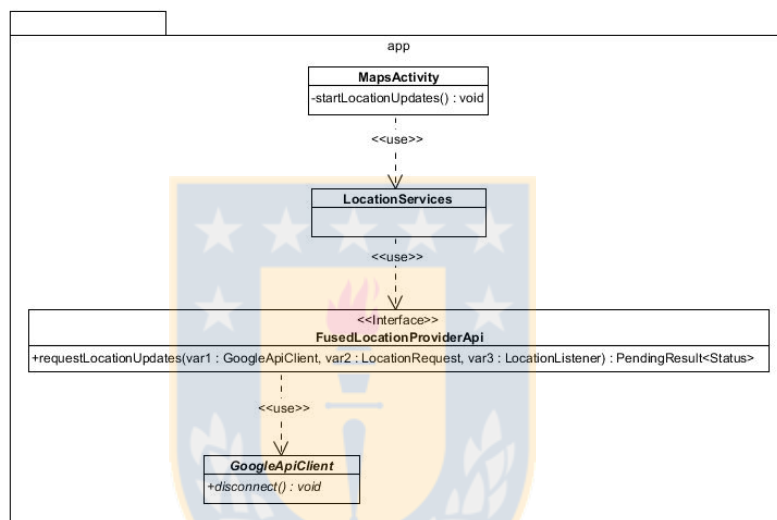 app
MapsActivity
-startLocationUpdates() : void
<<use>>
LocationServices
<<use>>
<<Interface>>
FusedLocationProviderApi
+requestLocationUpdates(var1 : GoogleApiClient, var2 : LocationRequest, var3 : LocationListener) : PendingResult<Status>
<<use>>
GoogleApiClient
+disconnect() : void